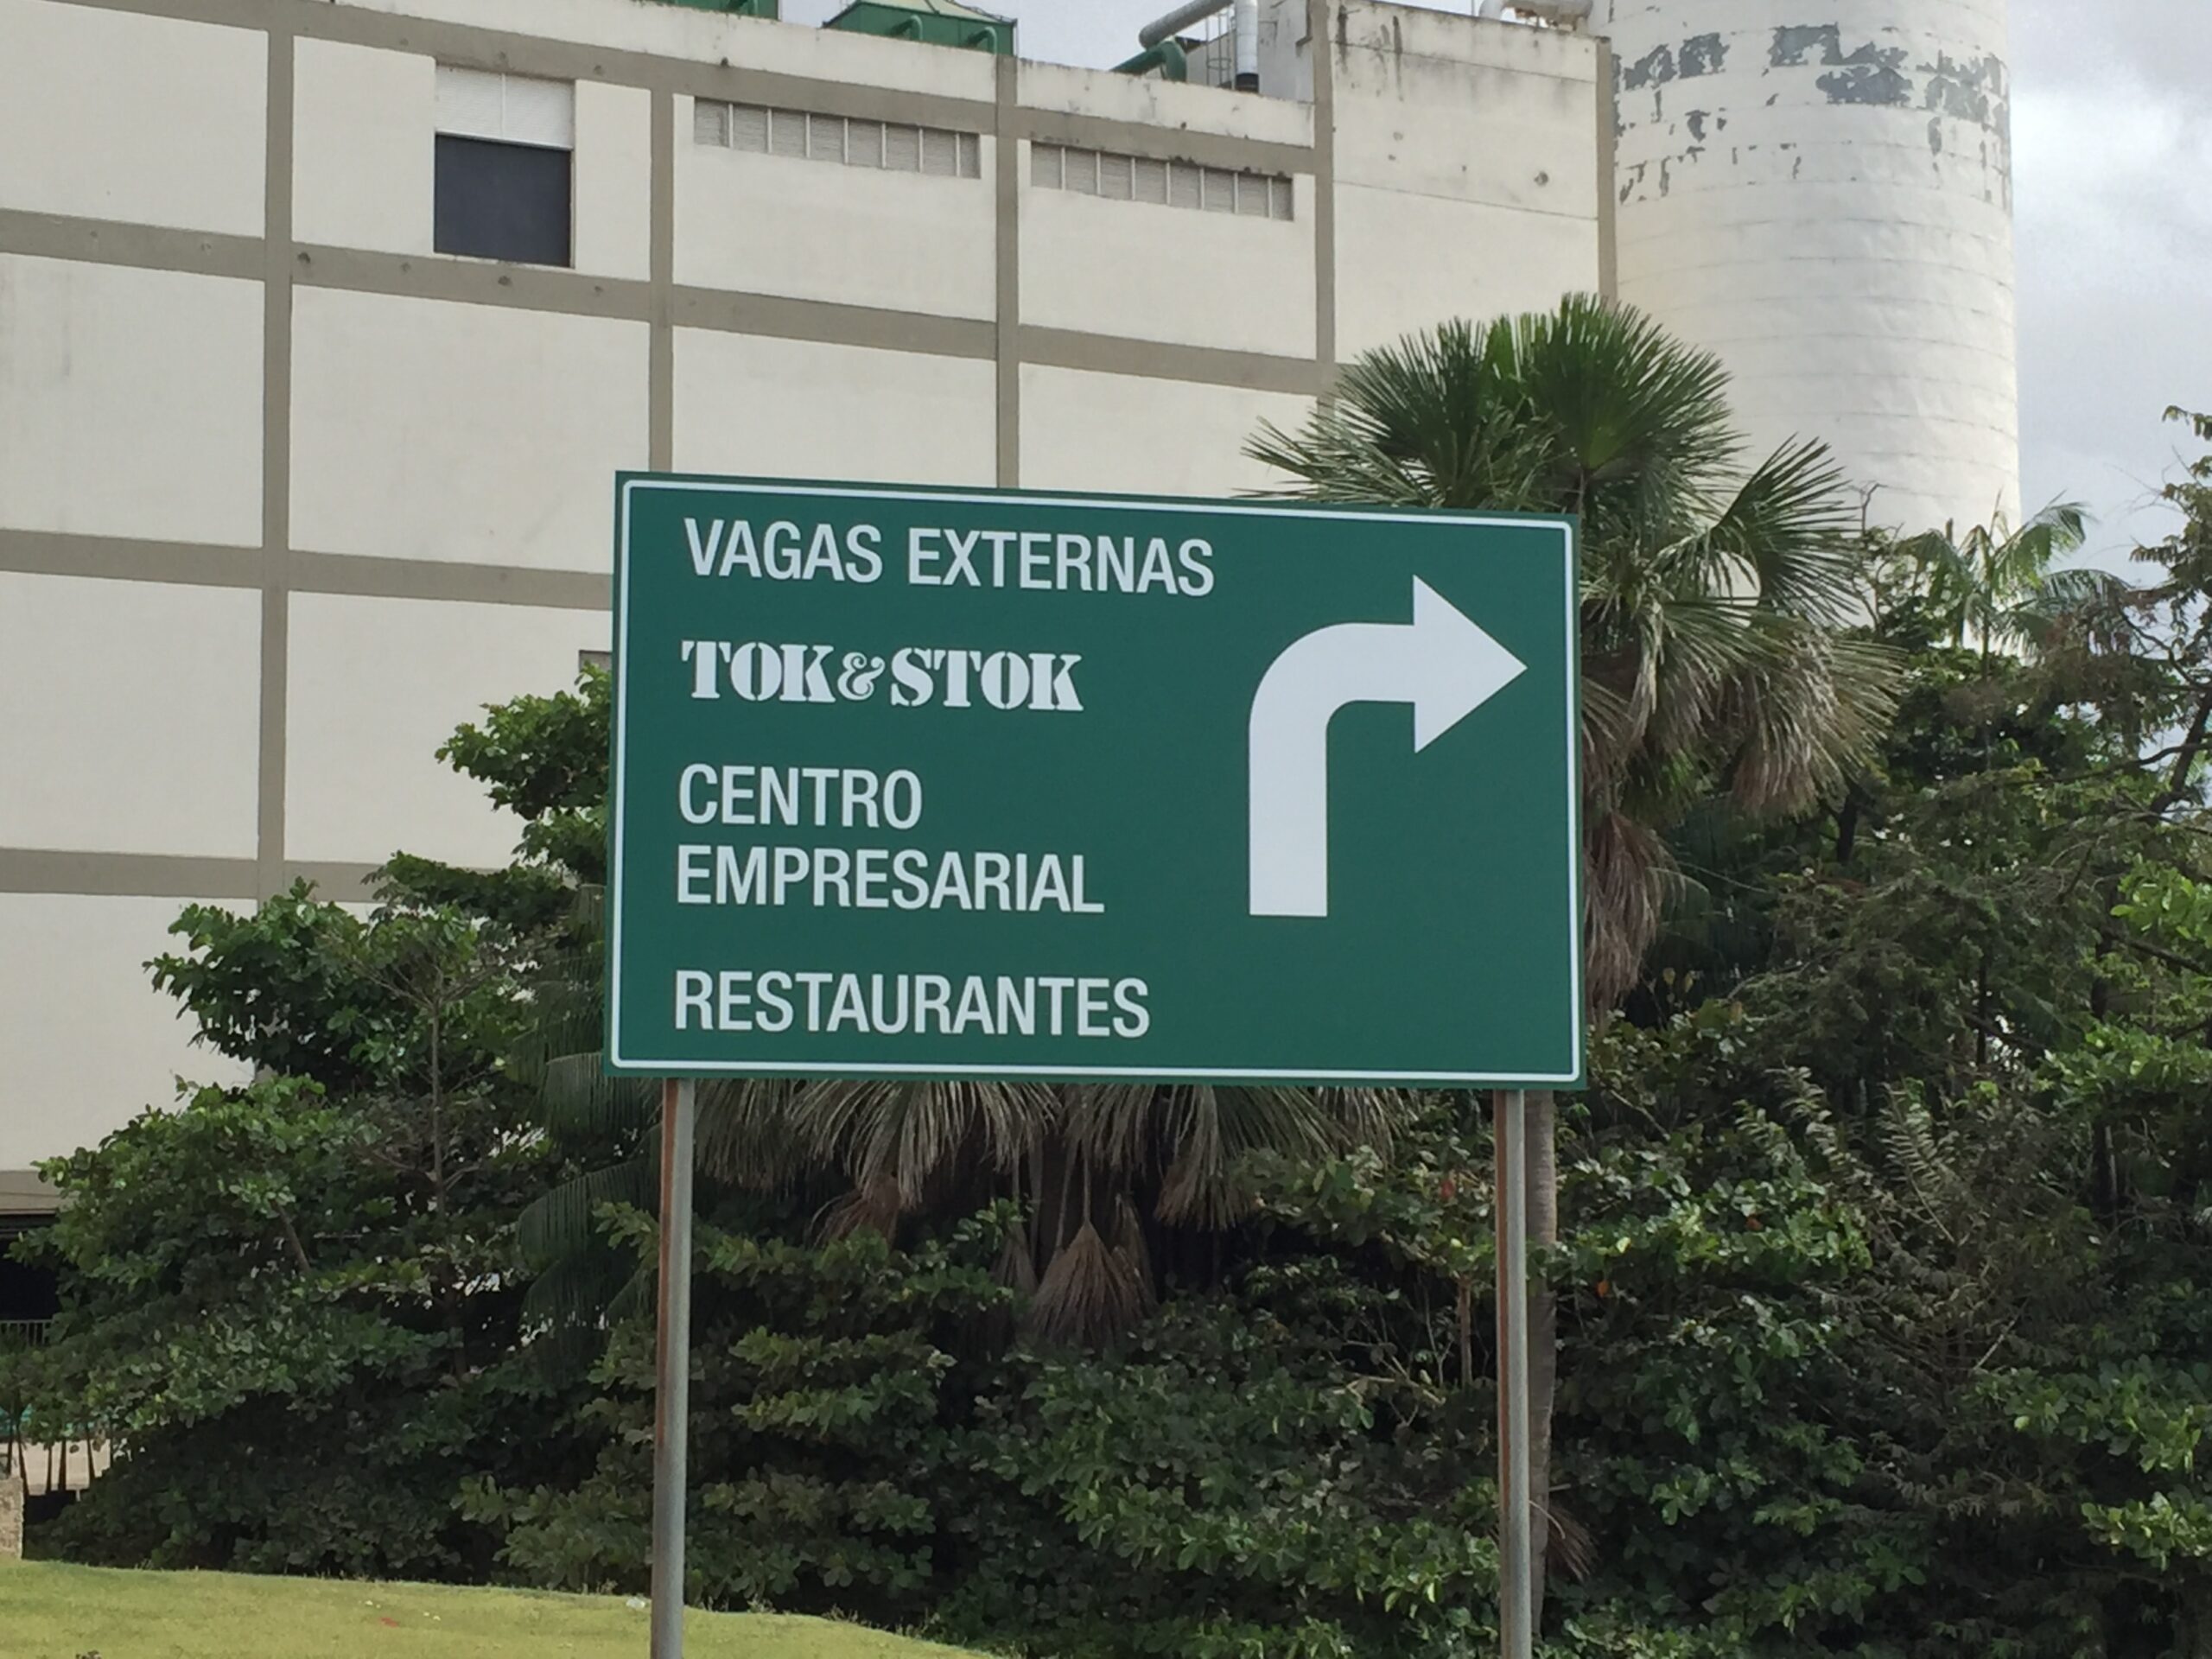 VAGAS EXTERNAS
TOK&STOK
CENTRO
EMPRESARIAL
RESTAURANTES